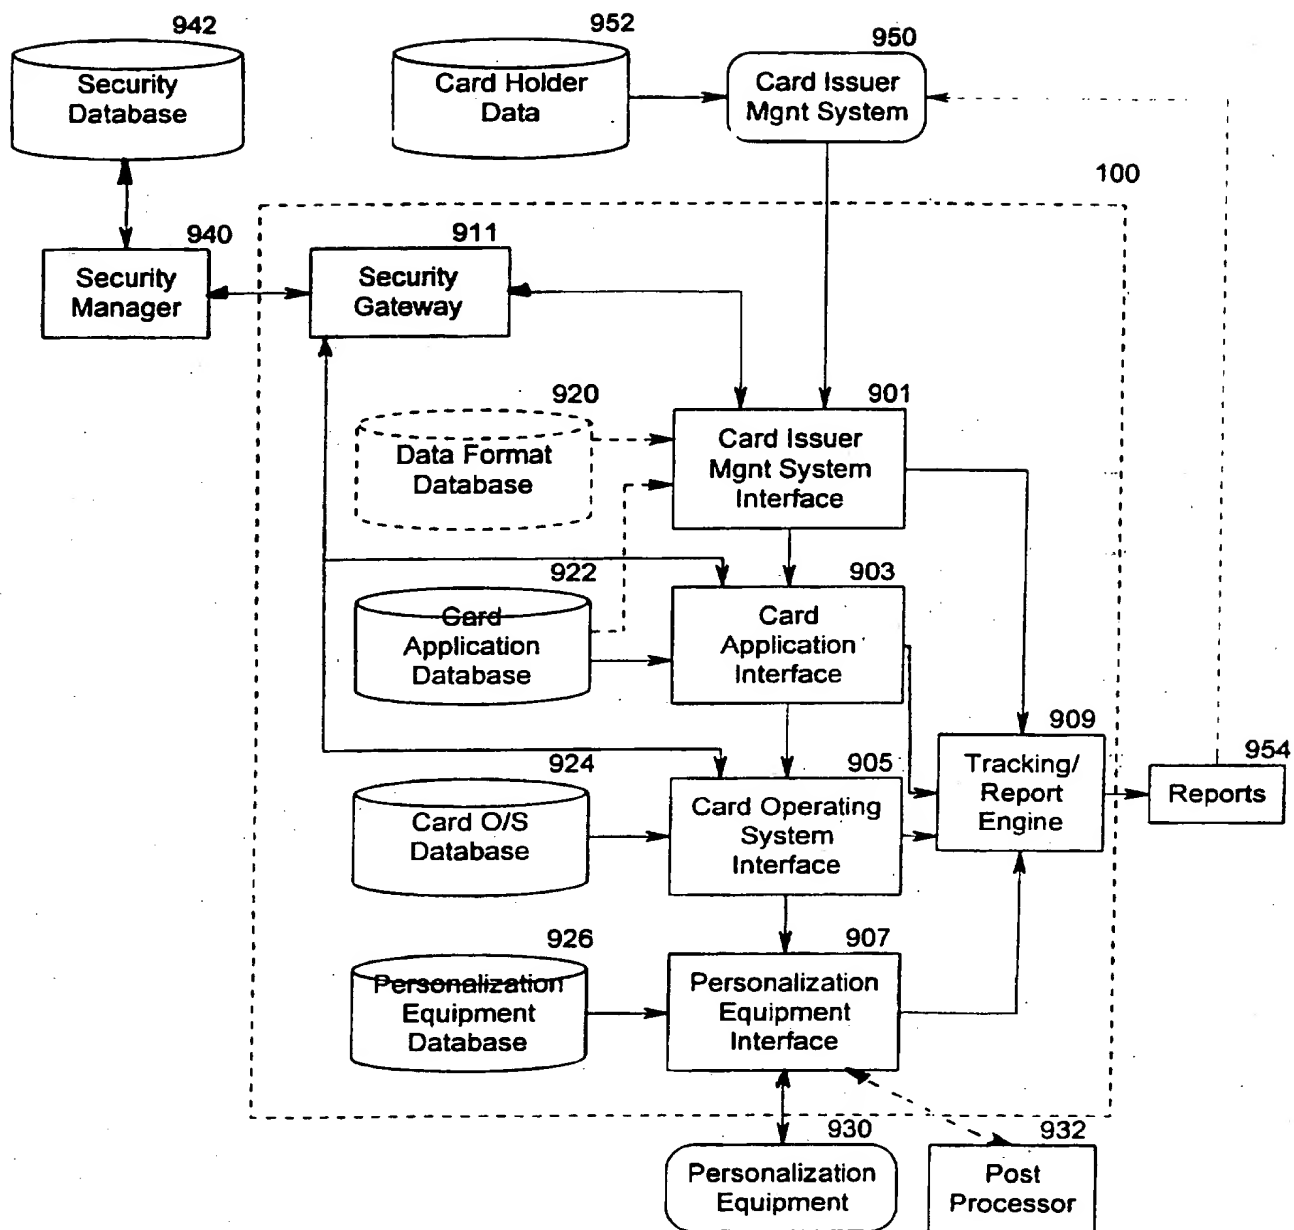 942
Security
Database
952
Card Holder
Data
950
Card Issuer
Mgnt System
100
940
Security
Manager
911
Security
Gateway
920
Data Format
Database
901
Card Issuer
Mgnt System
Interface
922
Card
Application
Database
903
Card
Application
Interface
924
Card O/S
Database
905
Card Operating
System
Interface
909
Tracking/
Report
Engine
954
Reports
926
Personalization
Equipment
Database
907
Personalization
Equipment
Interface
930
Personalization
Equipment
932
Post
Processor